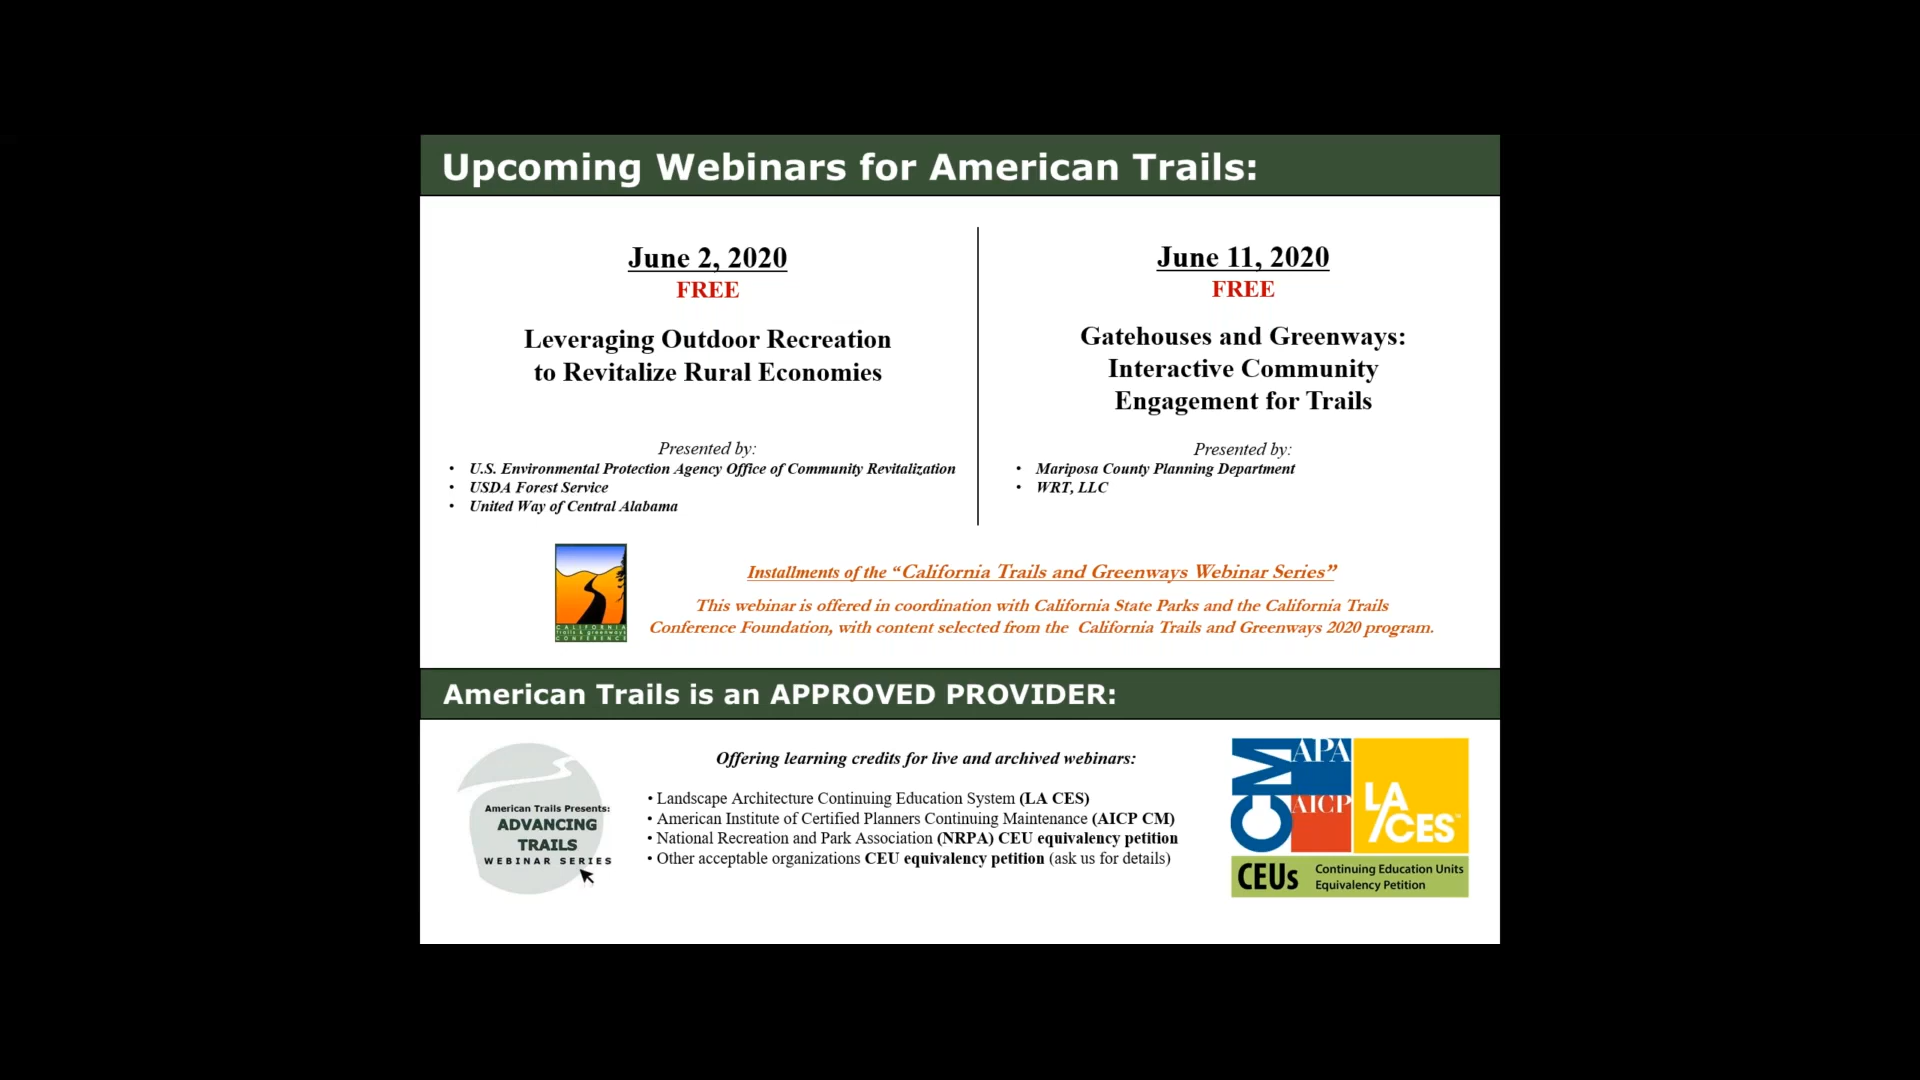 Upcoming Webinars for American Trails:
June 2, 2020
FREE
Leveraging Outdoor Recreation
to Revitalize Rural Economies
Presented by:
• U.S. Environmental Protection Agency Office of Community Revitalization
• USDA Forest Service
• United Way of Central Alabama
June 11, 2020
FREE
Gatehouses and Greenways:
Interactive Community
Engagement for Trails
Presented by:
• Mariposa County Planning Department
• WRT, LLC
CALIFORNIA
trails & greenways
CONFERENCE
Installments of the “California Trails and Greenways Webinar Series”
This webinar is offered in coordination with California State Parks and the California Trails
Conference Foundation, with content selected from the California Trails and Greenways 2020 program.
American Trails is an APPROVED PROVIDER:
American Trails Presents:
ADVANCING
TRAILS
WEBINAR SERIES
Offering learning credits for live and archived webinars:
• Landscape Architecture Continuing Education System (LA CES)
• American Institute of Certified Planners Continuing Maintenance (AICP CM)
• National Recreation and Park Association (NRPA) CEU equivalency petition
• Other acceptable organizations CEU equivalency petition (ask us for details)
CM
APA
AICP
LA
CES™
CEUs
Continuing Education Units
Equivalency Petition